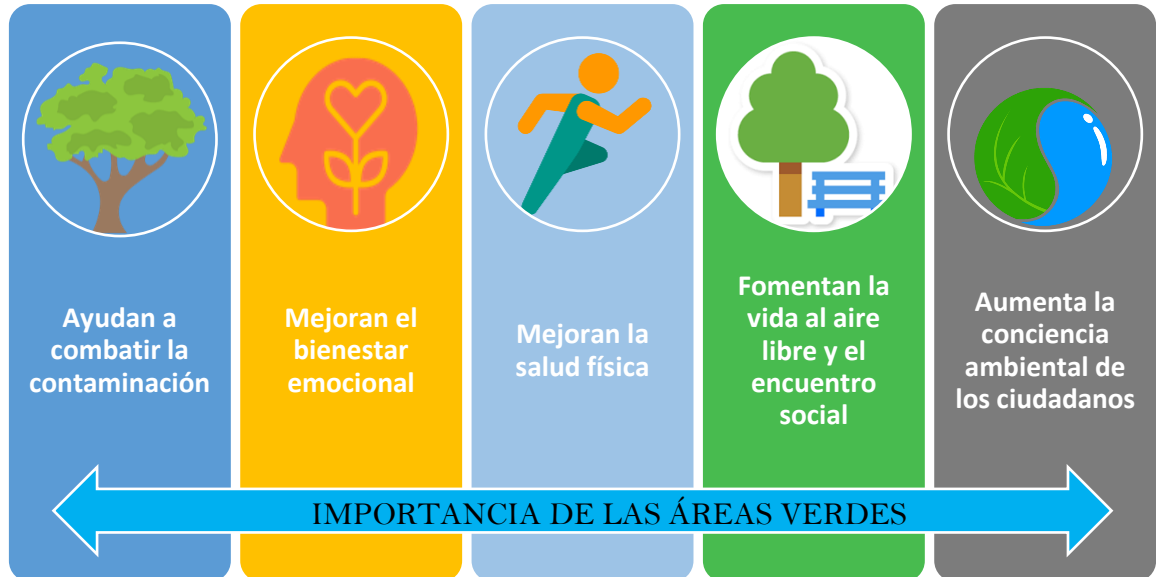 Ayudan a
combatir la
contaminación
Mejoran el
bienestar
emocional
Mejoran la
salud física
Fomentan la
vida al aire
libre y el
encuentro
social
Aumenta la
conciencia
ambiental de
los ciudadanos
IMPORTANCIA DE LAS ÁREAS VERDES